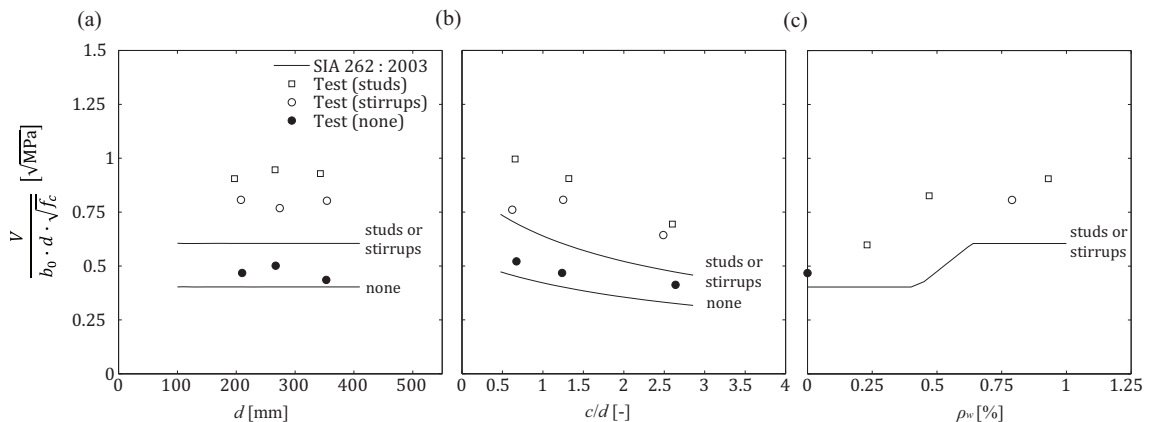 (a)
(b)
(c)
V
b₀ · d · √f_c
[√MPa]
1.5
1.25
1
0.75
0.5
0.25
0
SIA 262 : 2003
Test (studs)
Test (stirrups)
Test (none)
studs or
stirrups
none
0 100 200 300 400 500
d [mm]
studs or
stirrups
none
0 0.5 1 1.5 2 2.5 3 3.5 4
c/d [-]
studs or
stirrups
0 0.25 0.5 0.75 1 1.25
ρw [%]